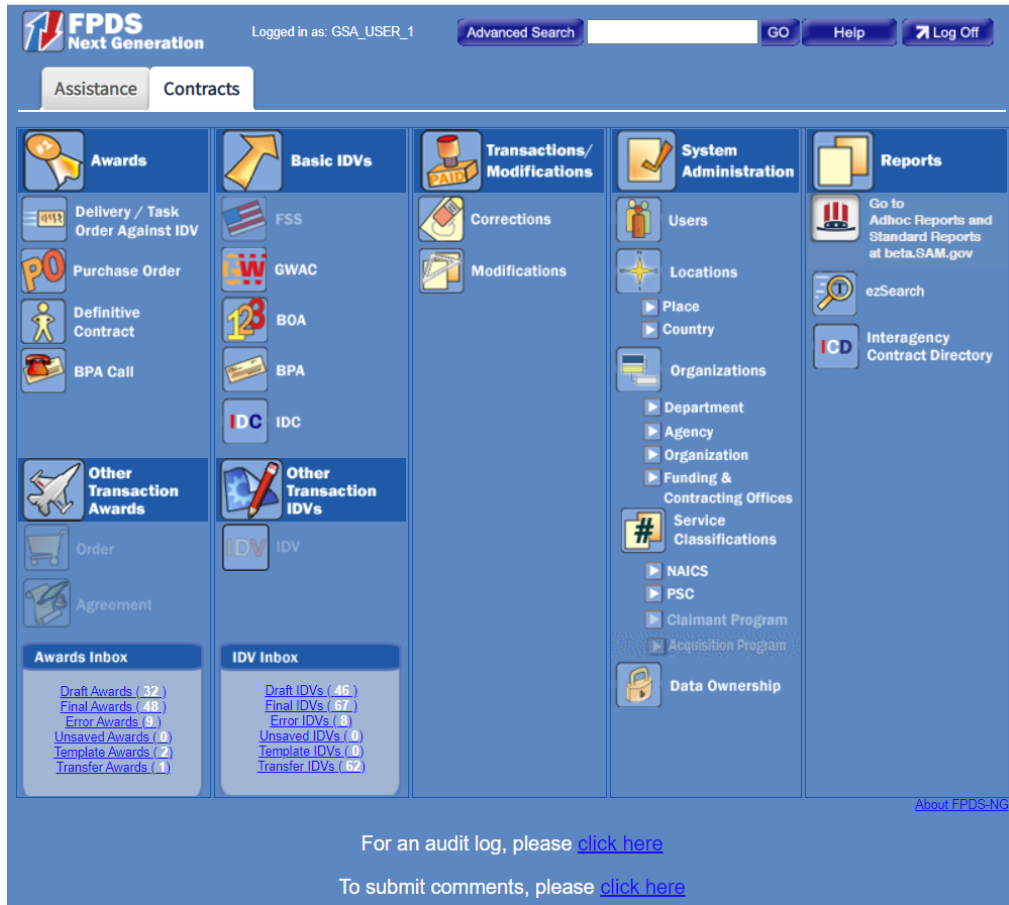 FPDS
Next Generation
Logged in as: GSA_USER_1
Advanced Search
GO
Help
Log Off
Assistance
Contracts
Awards
Delivery / Task
Order Against IDV
PO
Purchase Order
Definitive
Contract
BPA Call
Other
Transaction
Awards
Order
Agreement
Awards Inbox
Draft Awards ( 32 )
Final Awards ( 48 )
Error Awards ( 9 )
Unsaved Awards ( 0 )
Template Awards ( 2 )
Transfer Awards ( 1 )
Basic IDVs
FSS
GWAC
123
BOA
BPA
IDC
IDC
Other
Transaction
IDVs
IDV
IDV
IDV Inbox
Draft IDVs ( 46 )
Final IDVs ( 67 )
Error IDVs ( 8 )
Unsaved IDVs ( 0 )
Template IDVs ( 0 )
Transfer IDVs ( 62 )
PAID
Transactions/
Modifications
Corrections
Modifications
System
Administration
Users
Locations
Place
Country
Organizations
Department
Agency
Organization
Funding &
Contracting Offices
#
Service
Classifications
NAICS
PSC
Claimant Program
Acquisition Program
Data Ownership
Reports
Go to
Adhoc Reports and
Standard Reports
at beta.SAM.gov
ezSearch
ICD
Interagency
Contract Directory
About FPDS-NG
For an audit log, please click here
To submit comments, please click here